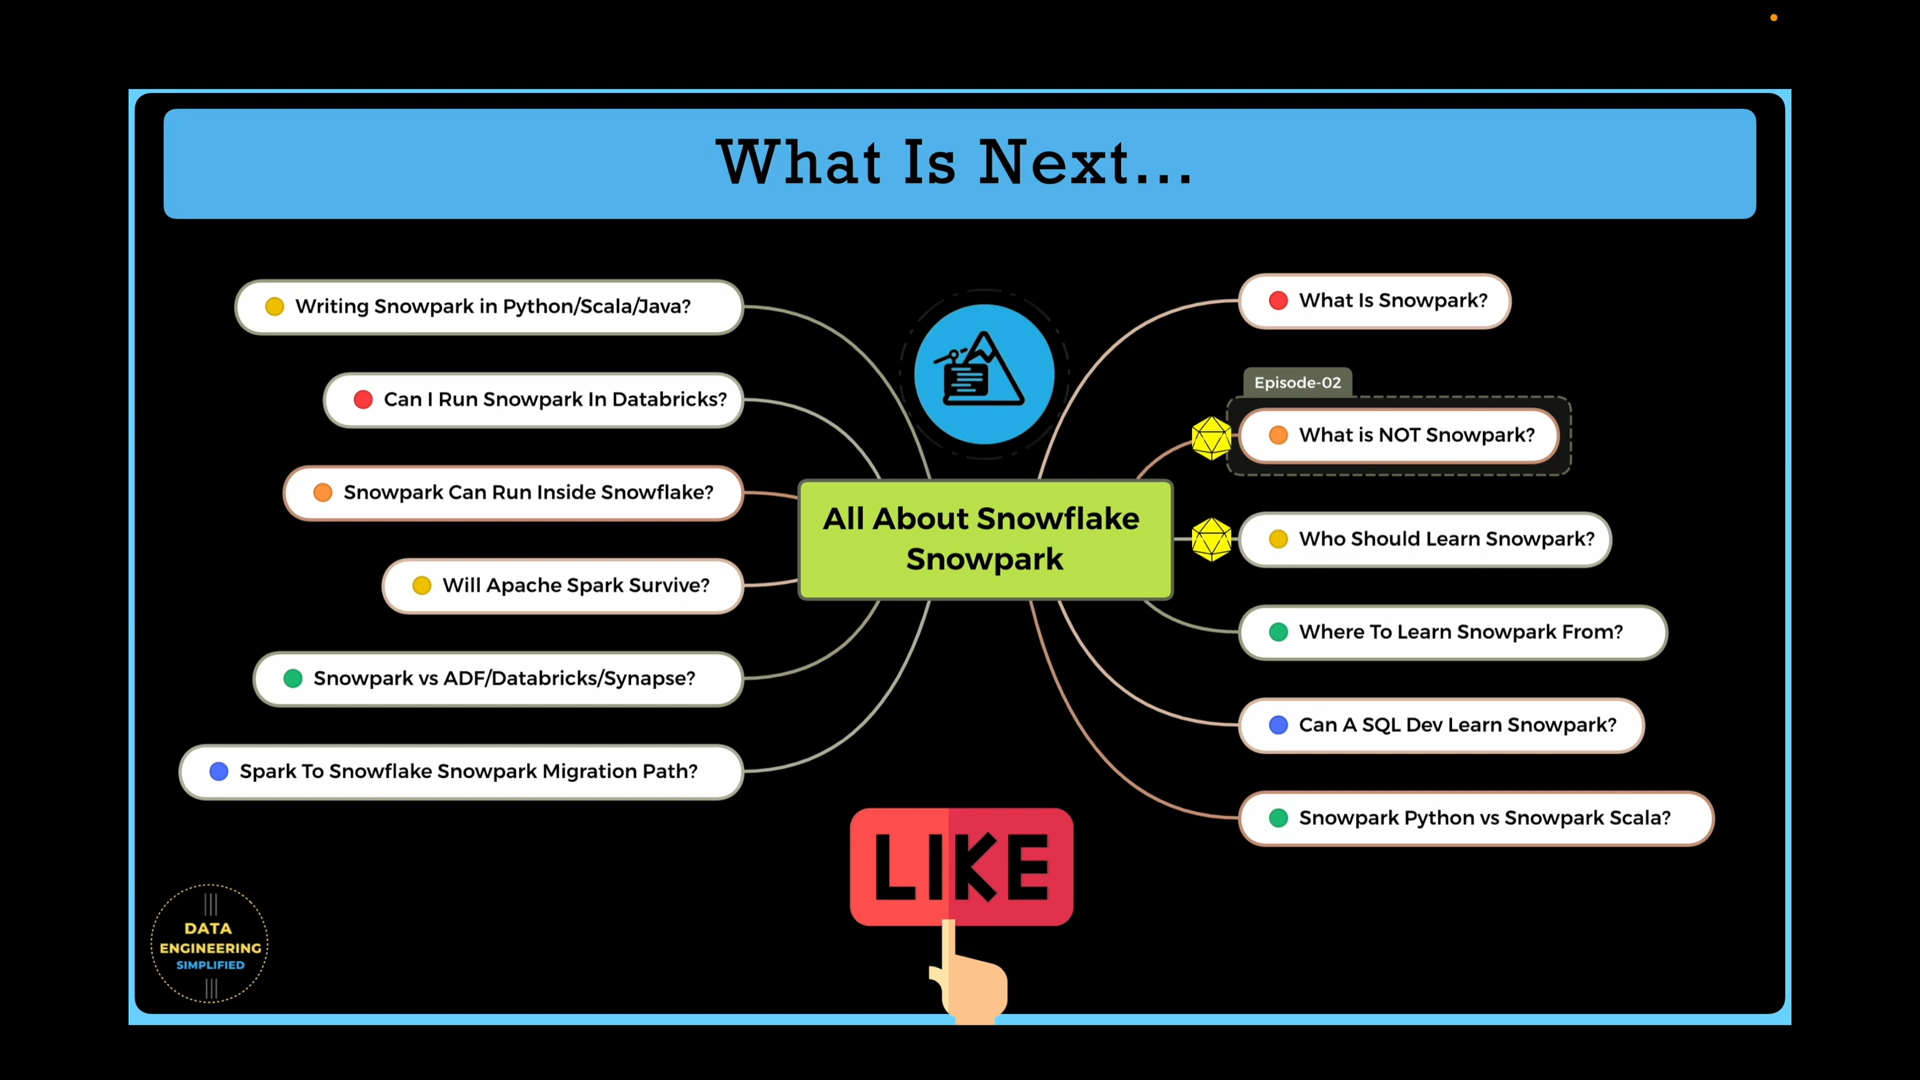 What Is Next...
Writing Snowpark in Python/Scala/Java?
Can I Run Snowpark In Databricks?
Snowpark Can Run Inside Snowflake?
Will Apache Spark Survive?
Snowpark vs ADF/Databricks/Synapse?
Spark To Snowflake Snowpark Migration Path?
All About Snowflake
Snowpark
What Is Snowpark?
Episode-02
What is NOT Snowpark?
Who Should Learn Snowpark?
Where To Learn Snowpark From?
Can A SQL Dev Learn Snowpark?
Snowpark Python vs Snowpark Scala?
LIKE
DATA
ENGINEERING
SIMPLIFIED